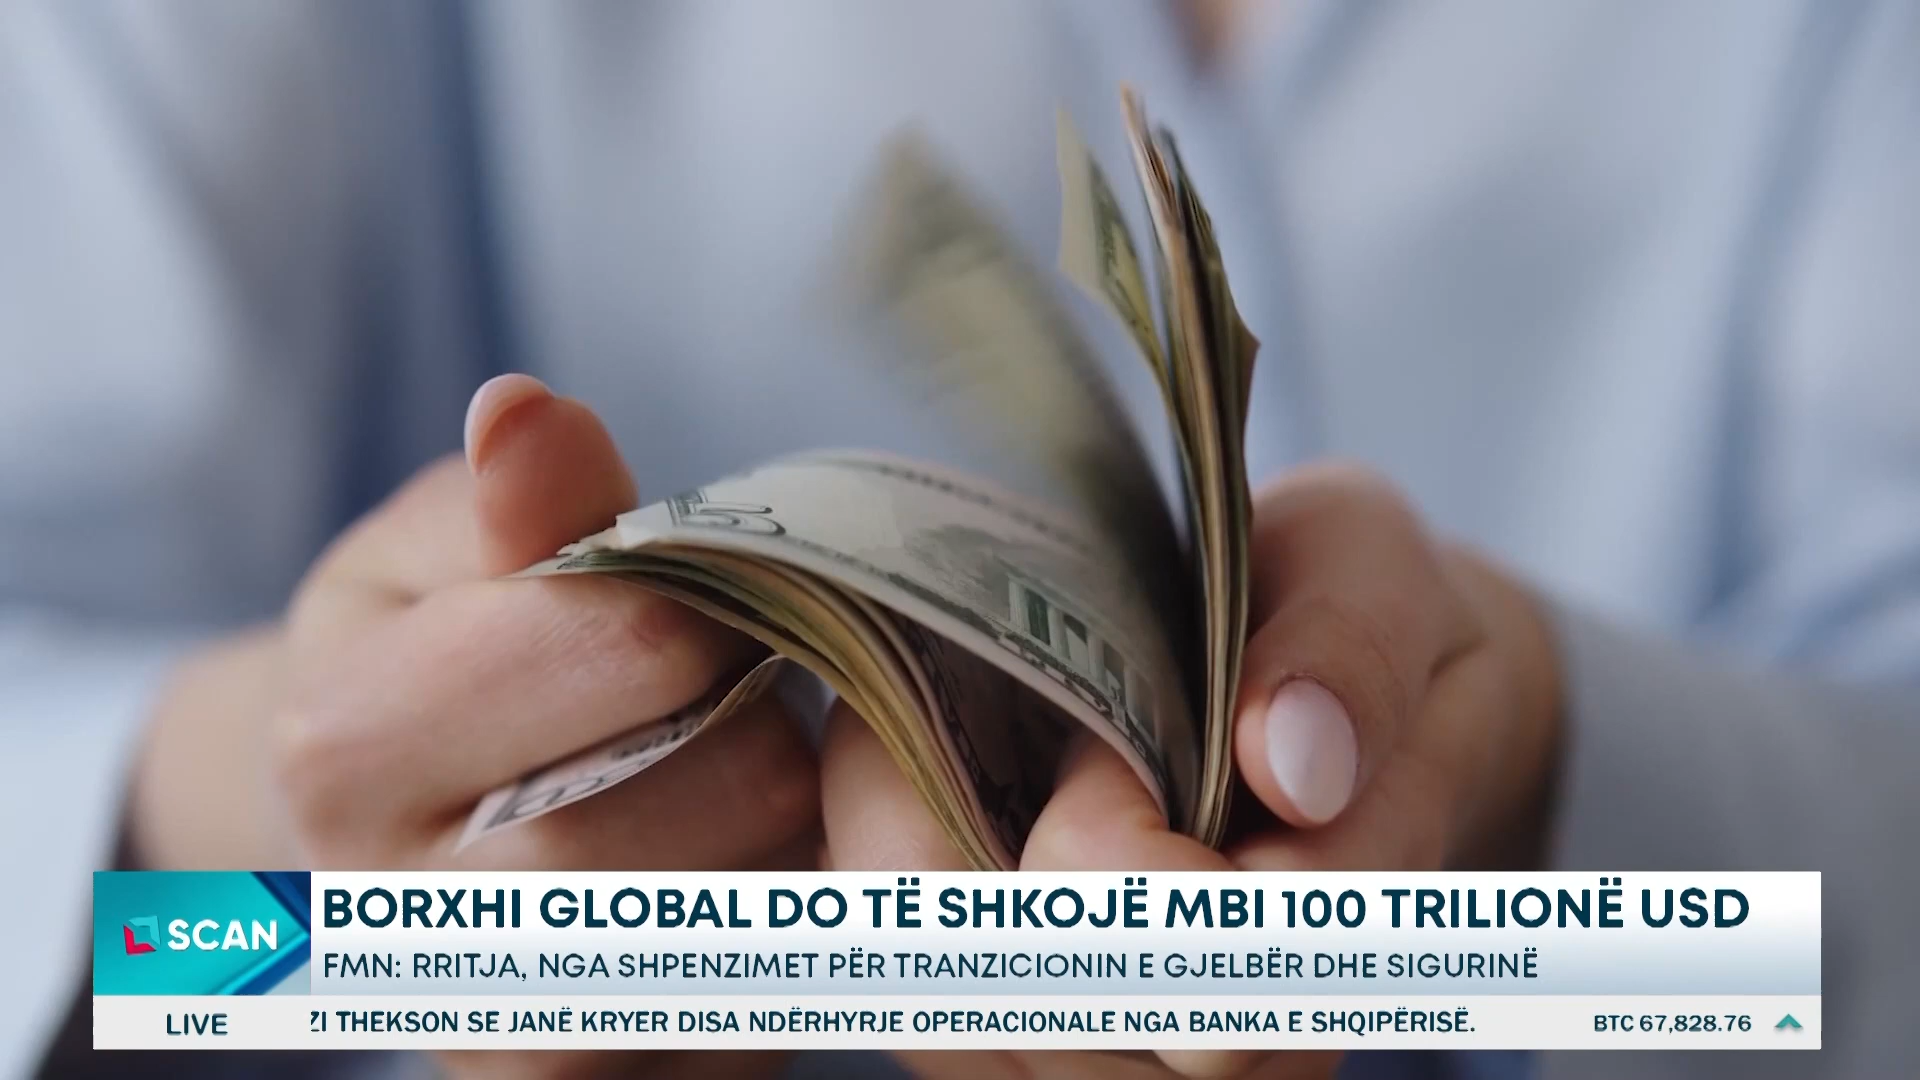 SCAN
BORXHI GLOBAL DO TË SHKOJË MBI 100 TRILIONË USD
FMN: RRITJA, NGA SHPENZIMET PËR TRANZICIONIN E GJELBËR DHE SIGURINË
LIVE
ZI THEKSON SE JANË KRYER DISA NDËRHYRJE OPERACIONALE NGA BANKA E SHQIPËRISË.
BTC 67,828.76